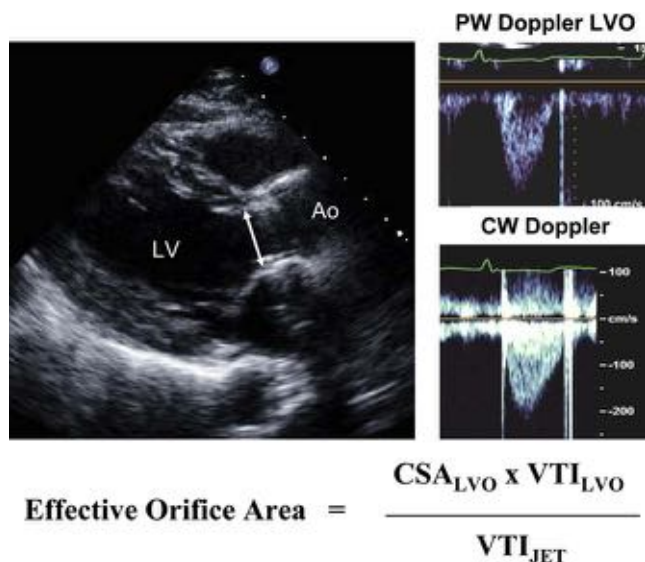 PW Doppler LVO
100 cm/s
CW Doppler
LV
Ao
100
cm/s
-100
-200
Effective Orifice Area = CSA_LVO x VTI_LVO
VTI_JET